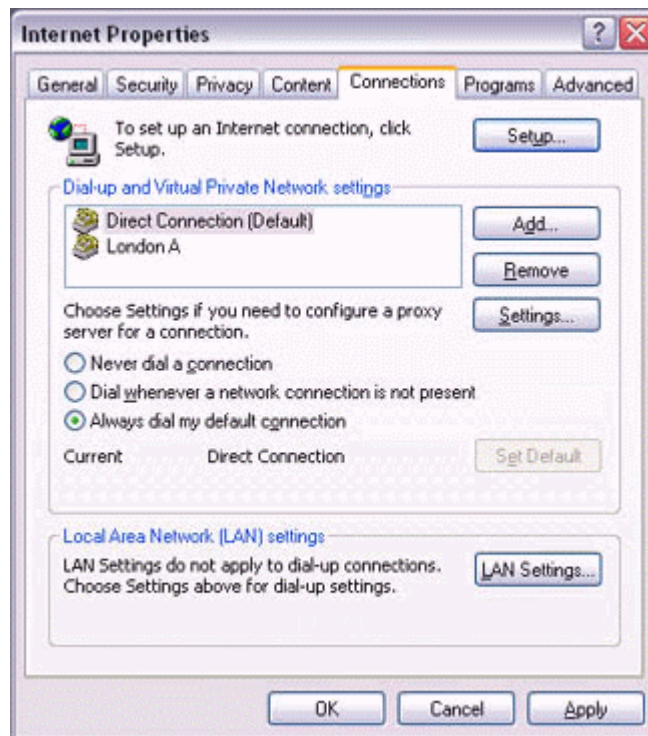 Internet Properties
General Security Privacy Content Connections Programs Advanced
To set up an Internet connection, click
Setup.
Setup...
Dial-up and Virtual Private Network settings
Direct Connection (Default)
London A
Add...
Remove
Choose Settings if you need to configure a proxy
server for a connection.
Settings...
Never dial a connection
Dial whenever a network connection is not present
Always dial my default connection
Current Direct Connection
Set Default
Local Area Network (LAN) settings
LAN Settings do not apply to dial-up connections.
Choose Settings above for dial-up settings.
LAN Settings...
OK Cancel Apply